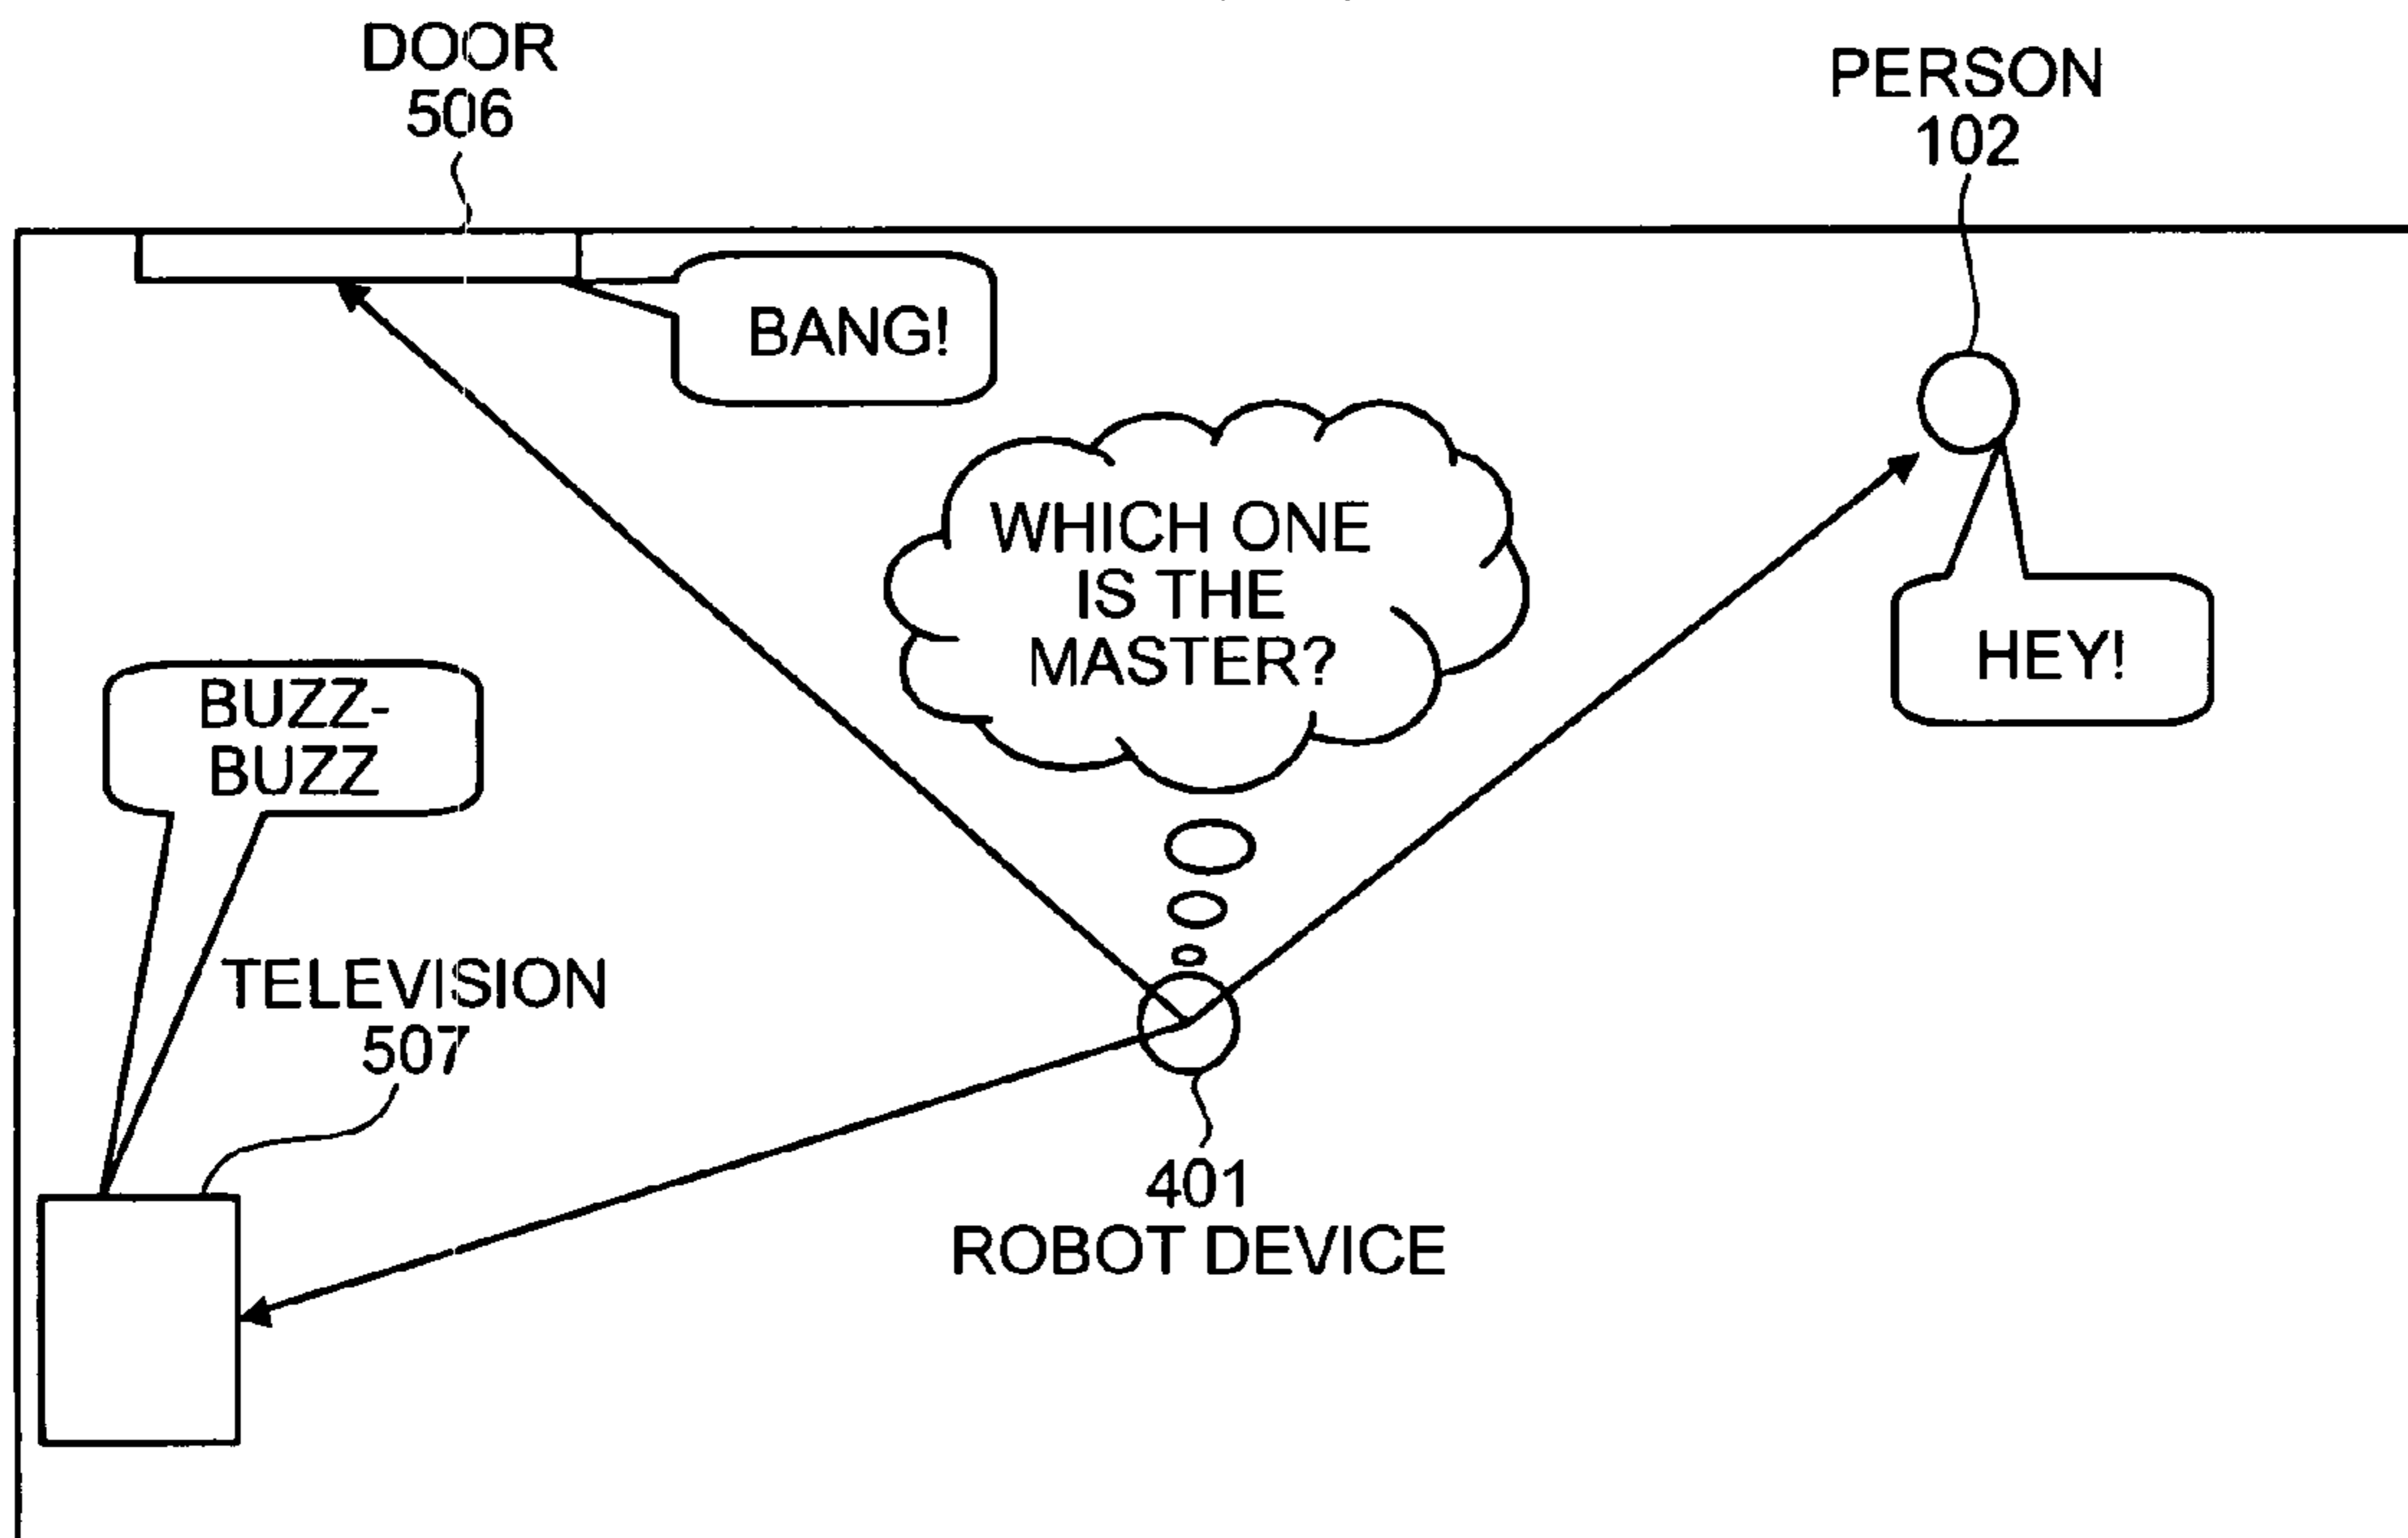 DOOR
506
PERSON
102
BANG!
WHICH ONE
IS THE
MASTER?
HEY!
BUZZ-
BUZZ
TELEVISION
507
401
ROBOT DEVICE